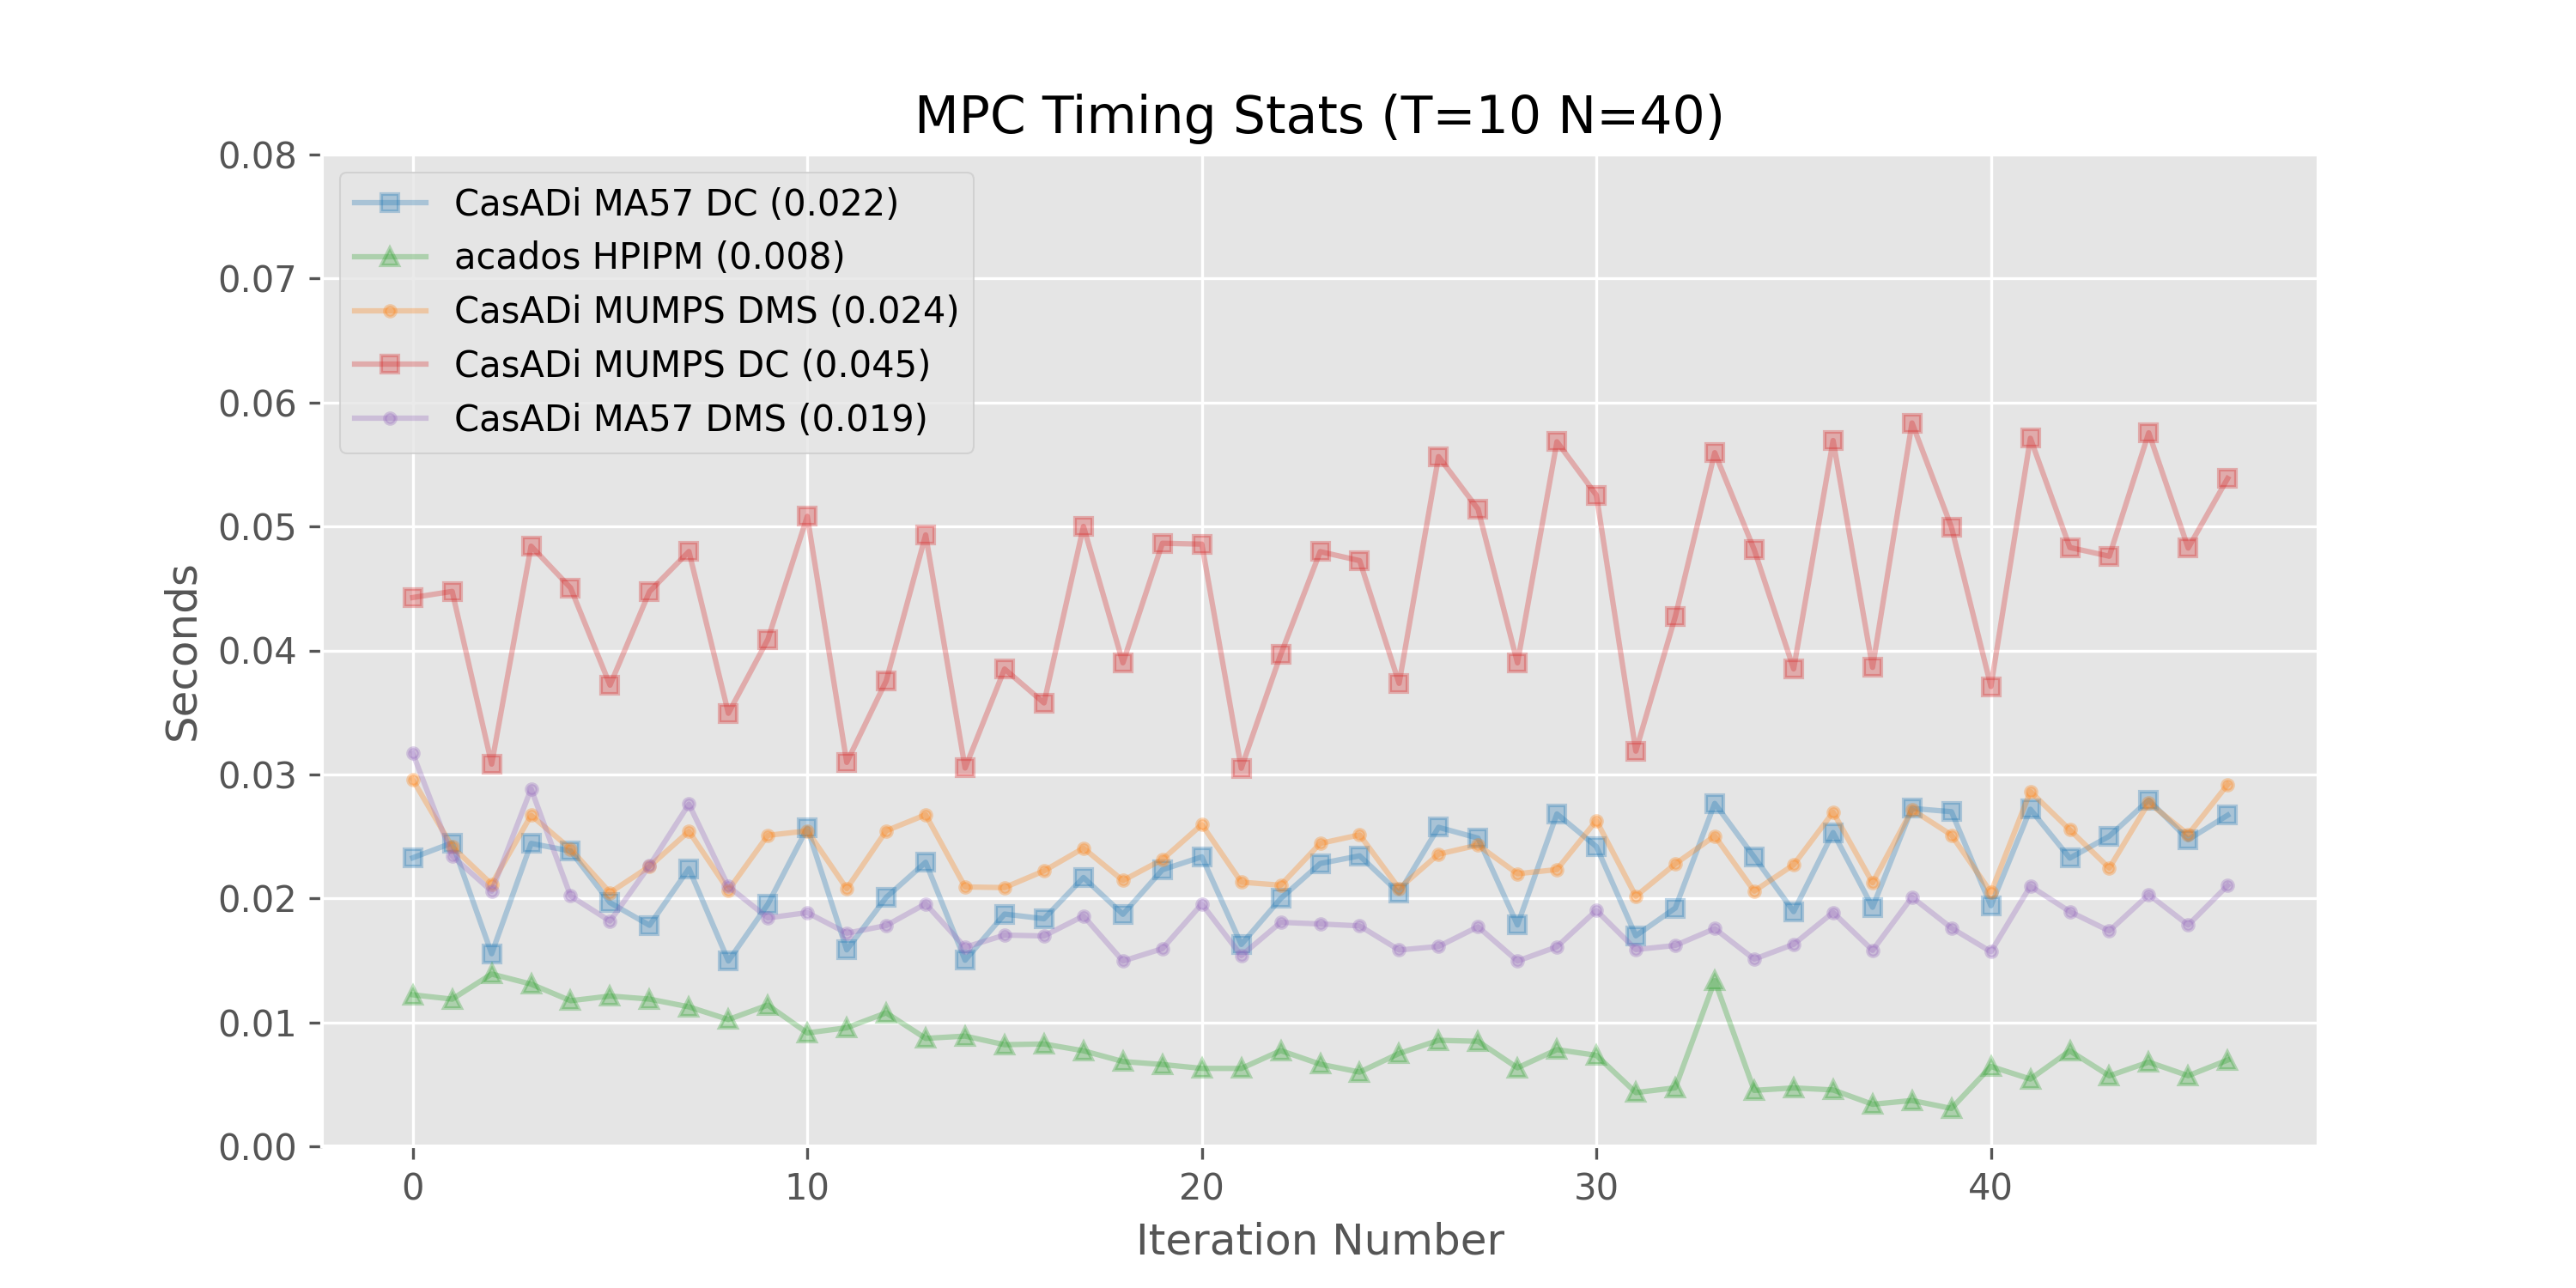 MPC Timing Stats (T=10 N=40)
0.08
0.07
0.06
0.05
0.04
0.03
0.02
0.01
0.00
Seconds
CasADi MA57 DC (0.022)
acados HPIPM (0.008)
CasADi MUMPS DMS (0.024)
CasADi MUMPS DC (0.045)
CasADi MA57 DMS (0.019)
0 10 20 30 40
Iteration Number